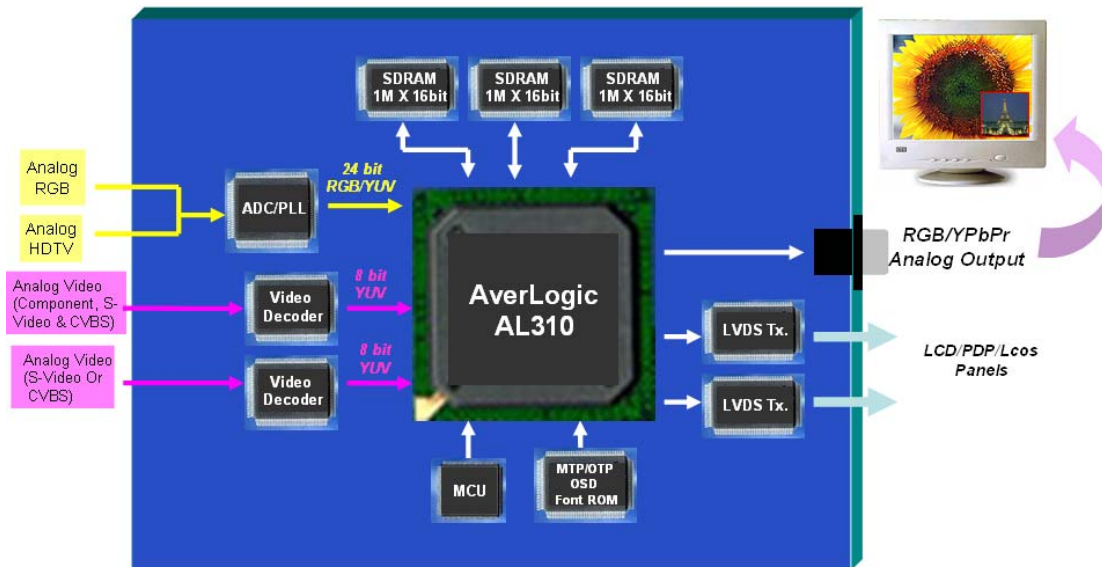 SDRAM
1M X 16bit
SDRAM
1M X 16bit
SDRAM
1M X 16bit
Analog
RGB
Analog
HDTV
ADC/PLL
24 bit
RGB/YUV
Analog Video
(Component, S-
Video & CVBS)
Video
Decoder
8 bit
YUV
Analog Video
(S-Video Or
CVBS)
Video
Decoder
8 bit
YUV
AverLogic
AL310
RGB/YPbPr
Analog Output
LVDS Tx.
LVDS Tx.
LCD/PDP/Lcos
Panels
MCU
MTP/OTP
OSD
Font ROM